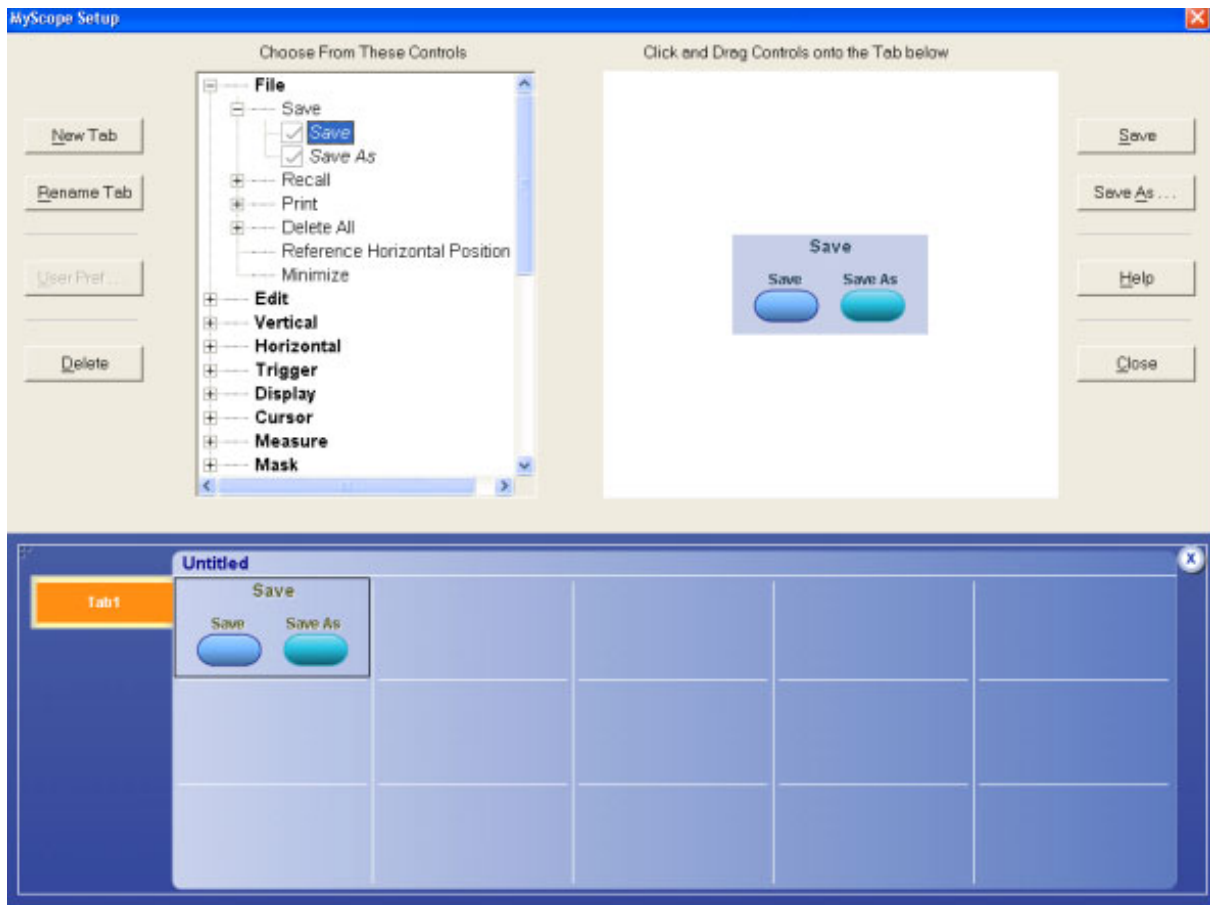 MyScope Setup
Choose From These Controls
Click and Drag Controls onto the Tab below
New Tab
Rename Tab
User Pref...
Delete
File
Save
Save
Save As
Recall
Print
Delete All
Reference Horizontal Position
Minimize
Edit
Vertical
Horizontal
Trigger
Display
Cursor
Measure
Mask
Save
Save Save As
Save
Save As ...
Help
Close
Untitled
Tab1
Save
Save Save As